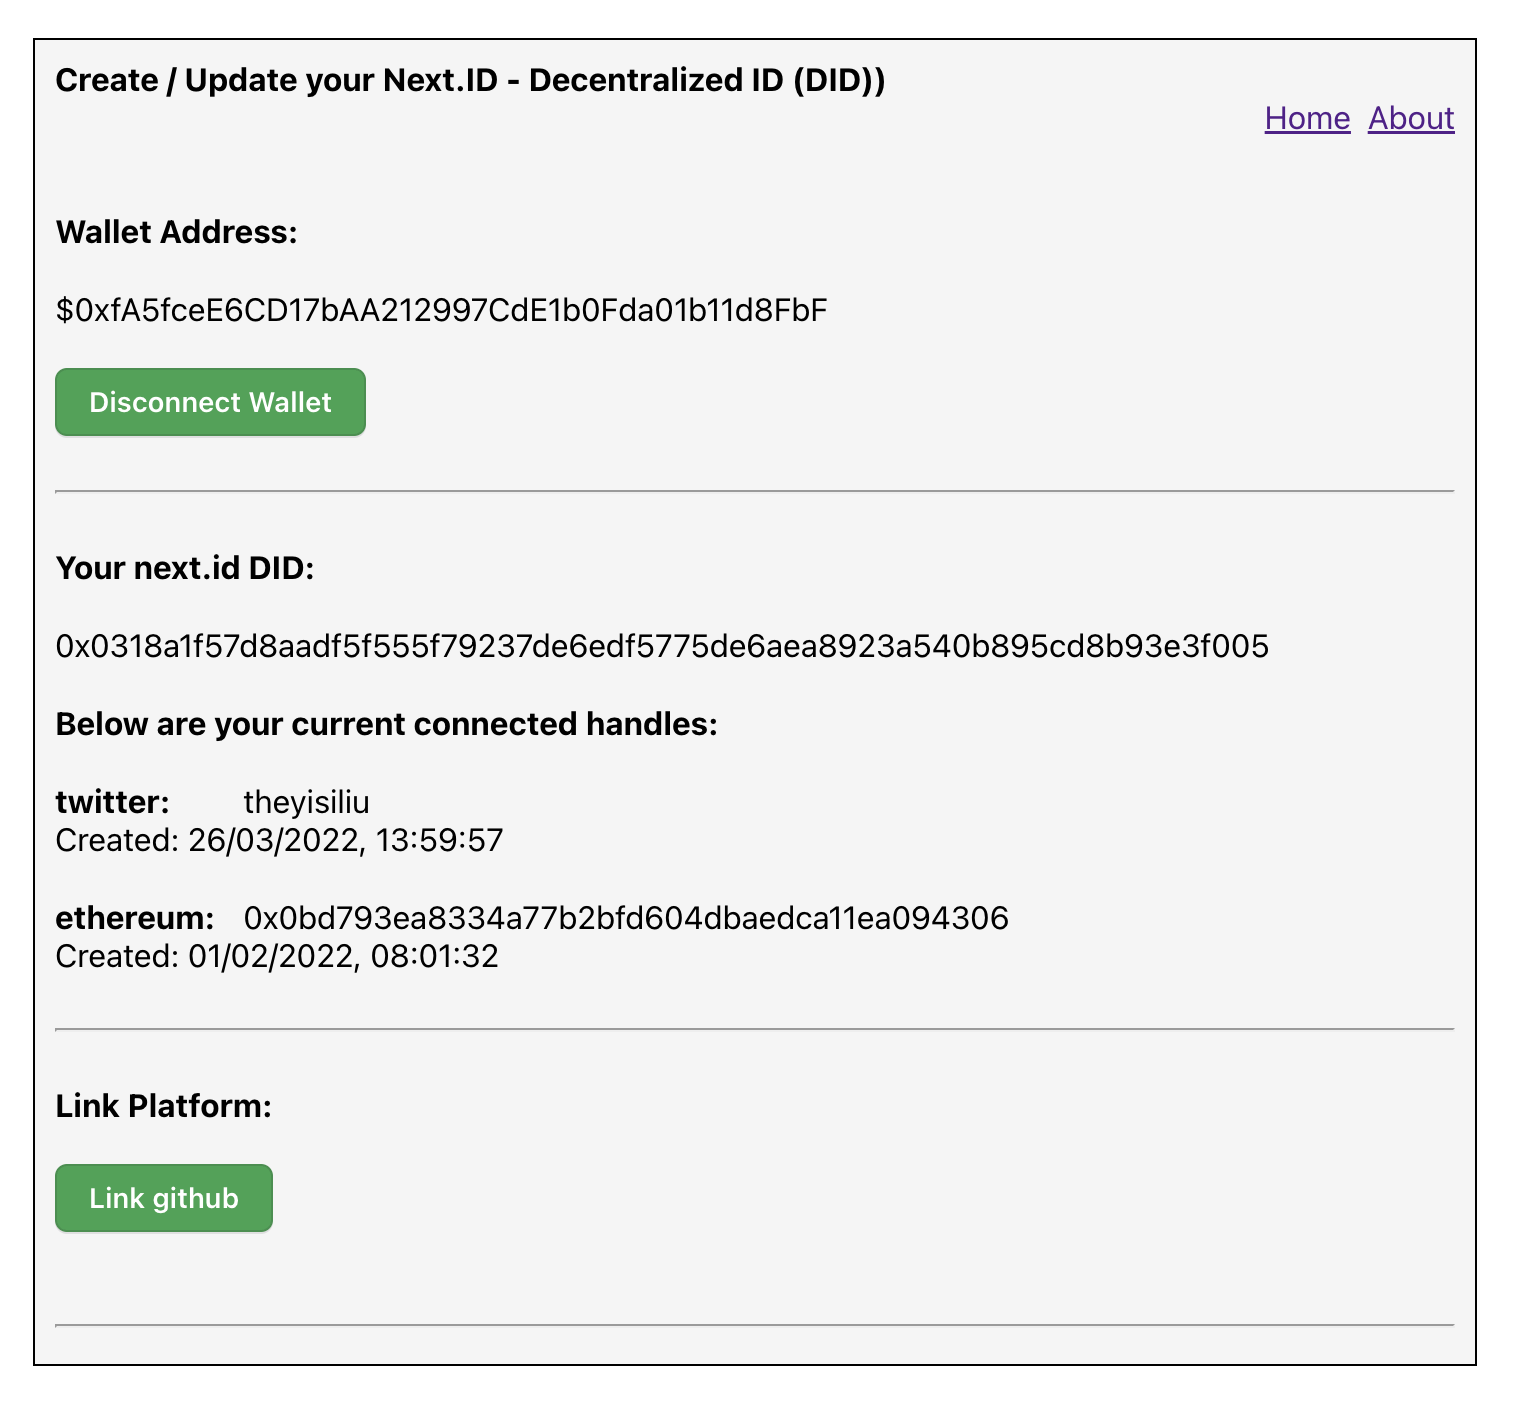 Create / Update your Next.ID - Decentralized ID (DID))
Home About
Wallet Address:
$0xfA5fceE6CD17bAA212997CdE1b0Fda01b11d8FbF
Disconnect Wallet
Your next.id DID:
0x0318a1f57d8aadf5f555f79237de6edf5775de6aea8923a540b895cd8b93e3f005
Below are your current connected handles:
twitter: theyisiliu
Created: 26/03/2022, 13:59:57
ethereum: 0x0bd793ea8334a77b2bfd604dbaedca11ea094306
Created: 01/02/2022, 08:01:32
Link Platform:
Link github